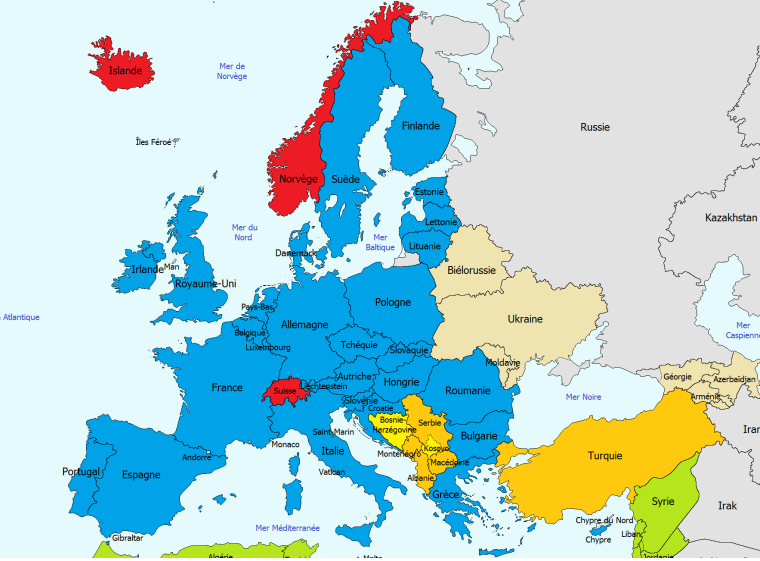 Islande
Mer de
Norvège
Îles Féroé
Finlande
Russie
Norvège
Suède
Estonie
Kazakhstan
Lettonie
Mer du
Nord
Mer
Baltique
Lituanie
Danemark
Irlande
Man
Biélorussie
Royaume-Uni
Pays-Bas
Pologne
Atlantique
Allemagne
Ukraine
Mer
Caspienne
Belgique
Luxembourg
Tchéquie
Slovaquie
Moldavie
Géorgie
Azerbaïdjan
France
Suisse
Liechtenstein
Autriche
Hongrie
Roumanie
Arménie
Mer Noire
Slovénie
Croatie
Bosnie-
Herzégovine
Serbie
Saint-Marin
Bulgarie
Monaco
Italie
Monténégro
Kosovo
Andorre
Macédoine
Turquie
Portugal
Espagne
Vatican
Albanie
Grèce
Syrie
Irak
Mer Méditerranée
Chypre du Nord
Gibraltar
Chypre
Liban